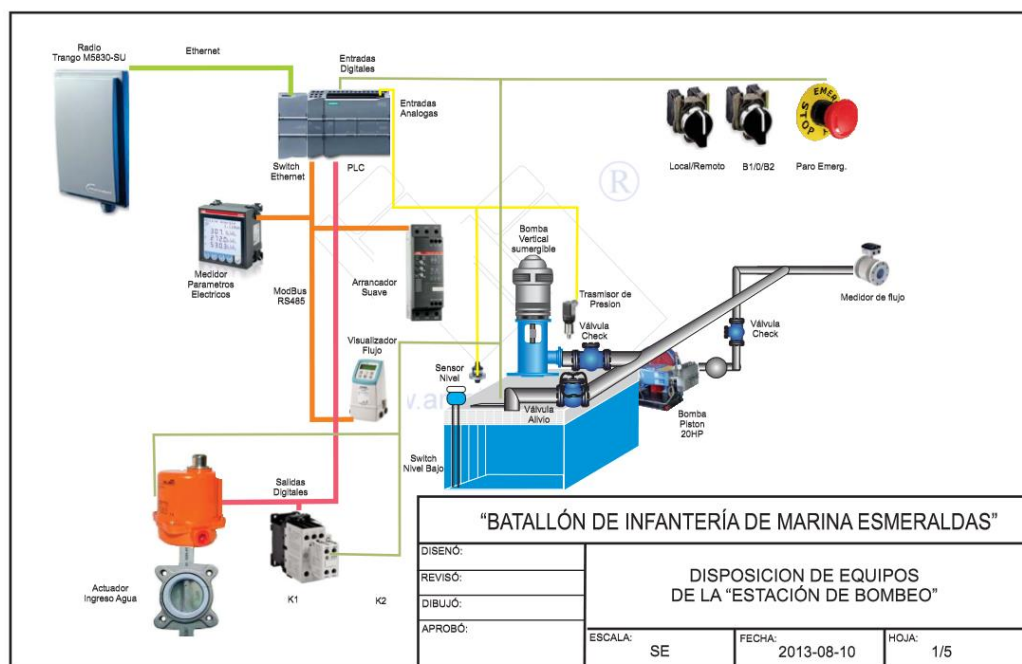 Radio
Trango M5830-SU
Ethernet
Entradas
Digitales
Entradas
Analogas
Switch
Ethernet
PLC
EMERG
STOP
Local/Remoto
B1/0/B2
Paro Emerg.
®
Bomba
Vertical
sumergible
Medidor
Parametros
Electricos
ModBus
RS485
Arrancador
Suave
Trasmisor de
Presion
Medidor de flujo
Válvula
Check
Válvula
Check
Visualizador
Flujo
Sensor
Nivel
Válvula
Alivio
Bomba
Piston
20HP
Switch
Nivel Bajo
Salidas
Digitales
Actuador
Ingreso Agua
K1
K2
“BATALLÓN DE INFANTERÍA DE MARINA ESMERALDAS”
DISENÓ:
REVISÓ:
DIBUJÓ:
APROBÓ:
DISPOSICION DE EQUIPOS
DE LA “ESTACIÓN DE BOMBEO”
ESCALA:
SE
FECHA:
2013-08-10
HOJA:
1/5